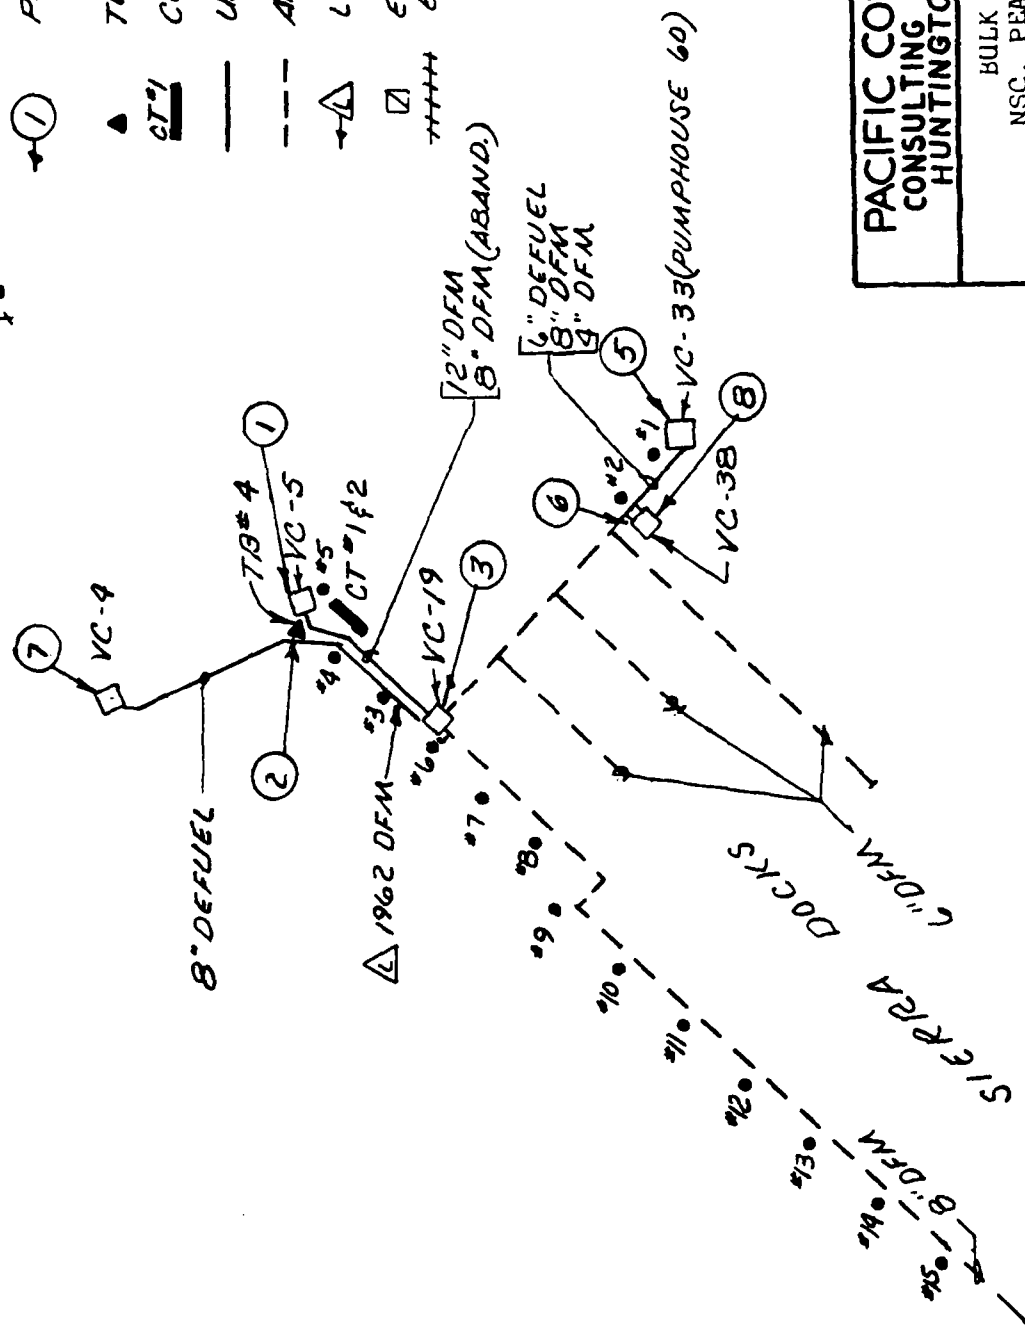 1
CT#1
L
PACIFIC CO
CONSULTING
HUNTINGTO
BULK
NSC, PEA
7
VC-4
1
TB#4
VC-5
#5
CT #1 & 2
12" DFM
8" DFM (ABAND.)
6" DEFUEL
8" DFM
4" DFM
5
VC-33 (PUMPHOUSE 60)
#1
#2
6
8
VC-38
VC-19
3
#4
#3
#6
2
8" DEFUEL
L 1962 DFM
#7
#8
#9
#10
#11
#12
#13
#14
#15
8" DFM
6" DFM
SIERRA DOCKS